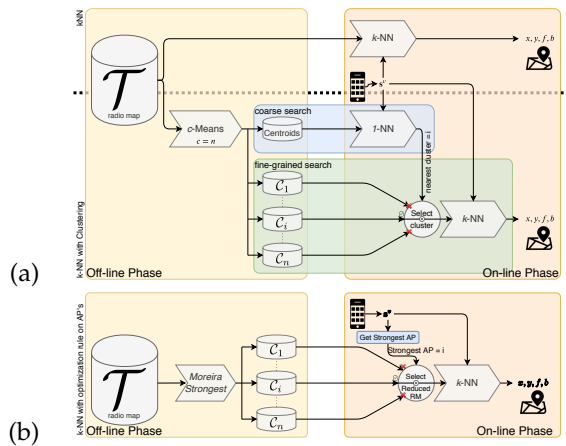 kNN
T
radio map
k-NN
x, y, f, b
sᵛ
c-Means
c = n
coarse search
Centroids
1-NN
nearest cluster = i
fine-grained search
C₁
Cᵢ
Cₙ
Select
cluster
k-NN
x, y, f, b
k-NN with Clustering
(a)
Off-line Phase
On-line Phase
k-NN with optimization rule on AP's
T
radio map
Moreira
Strongest
C₁
Cᵢ
Cₙ
sᵛ
Get Strongest AP
Strongest AP = i
Select
Reduced
RM
k-NN
x, y, f, b
(b)
Off-line Phase
On-line Phase